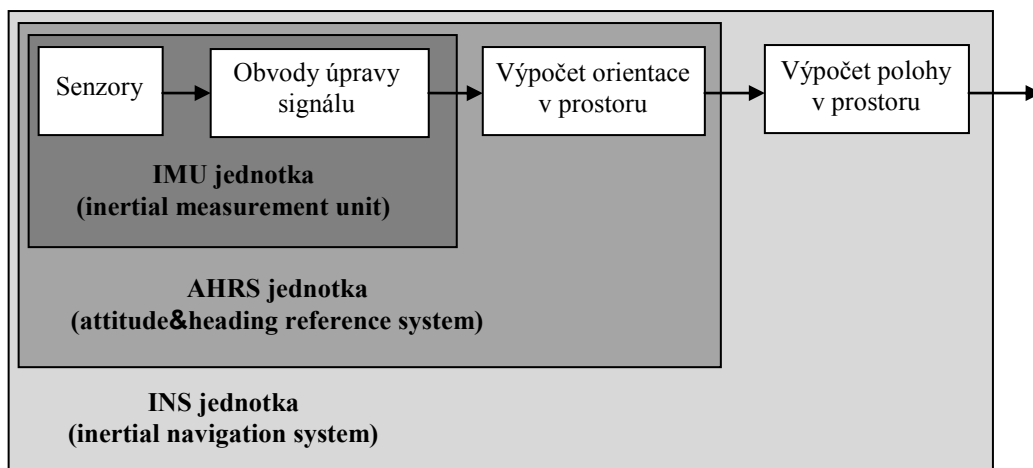 Senzory
Obvody úpravy
signálu
Výpočet orientace
v prostoru
Výpočet polohy
v prostoru
IMU jednotka
(inertial measurement unit)
AHRS jednotka
(attitude&heading reference system)
INS jednotka
(inertial navigation system)